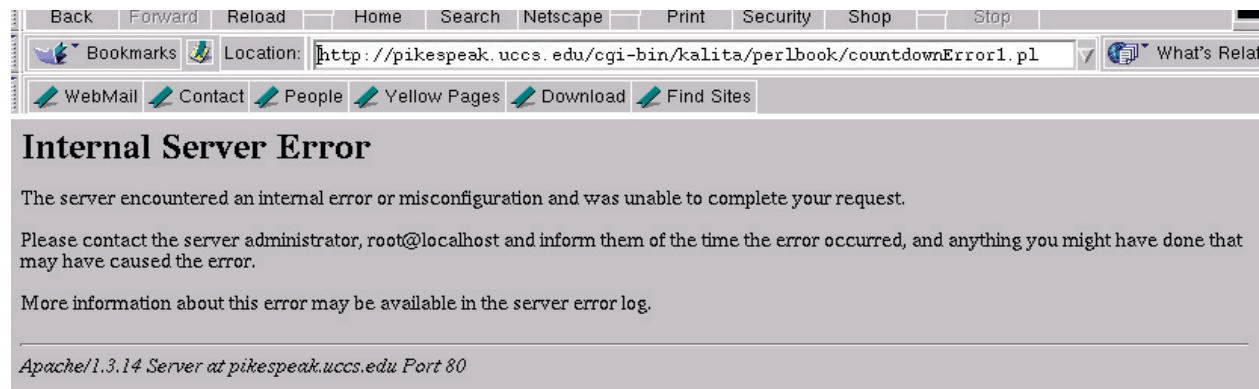 Back Forward Reload Home Search Netscape Print Security Shop Stop
Bookmarks Location: http://pikespeak.uccs.edu/cgi-bin/kalita/perlbook/countdownError1.pl What's Relat
WebMail Contact People Yellow Pages Download Find Sites
Internal Server Error
The server encountered an internal error or misconfiguration and was unable to complete your request.
Please contact the server administrator, root@localhost and inform them of the time the error occurred, and anything you might have done that
may have caused the error.
More information about this error may be available in the server error log.
Apache/1.3.14 Server at pikespeak.uccs.edu Port 80